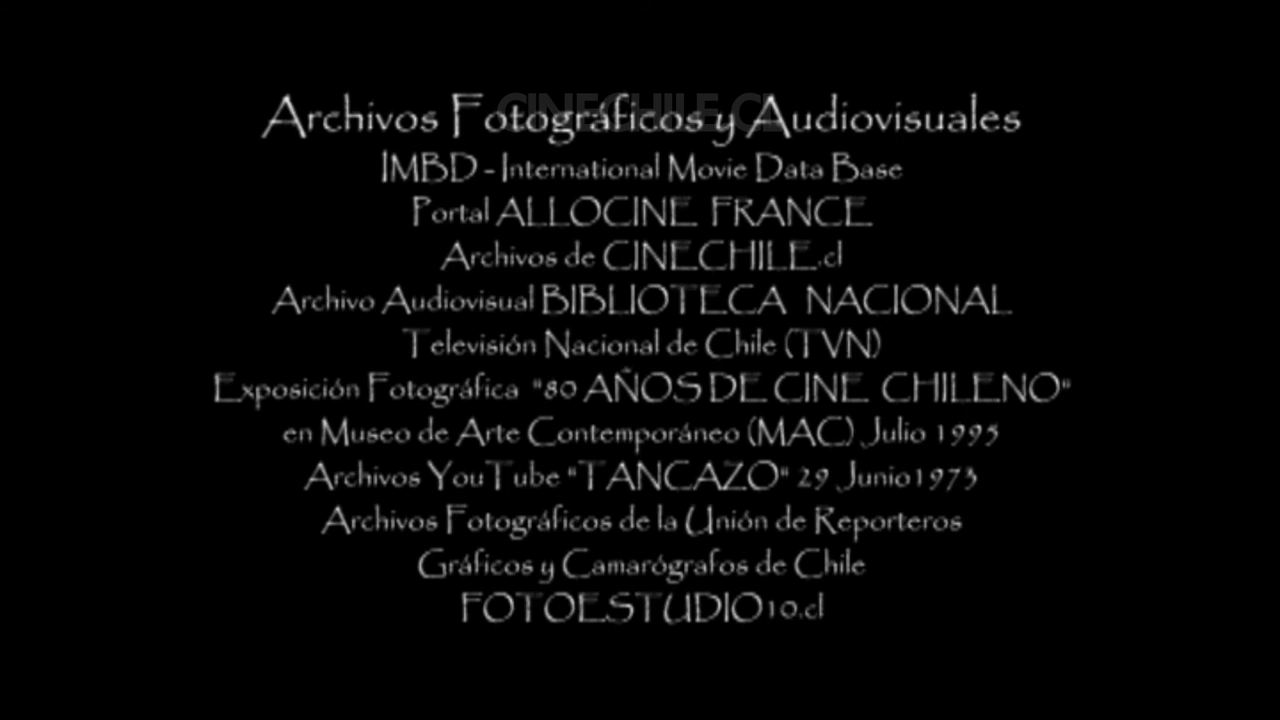 CINECHILE.CL
Archivos Fotográficos y Audiovisuales
IMBD - International Movie Data Base
Portal ALLOCINE FRANCE
Archivos de CINECHILE.cl
Archivo Audiovisual BIBLIOTECA NACIONAL
Televisión Nacional de Chile (TVN)
Exposición Fotográfica "80 AÑOS DE CINE CHILENO"
en Museo de Arte Contemporáneo (MAC) Julio 1995
Archivos YouTube "TANCAZO" 29 Junio1973
Archivos Fotográficos de la Unión de Reporteros
Gráficos y Camarógrafos de Chile
FOTOESTUDIO10.cl